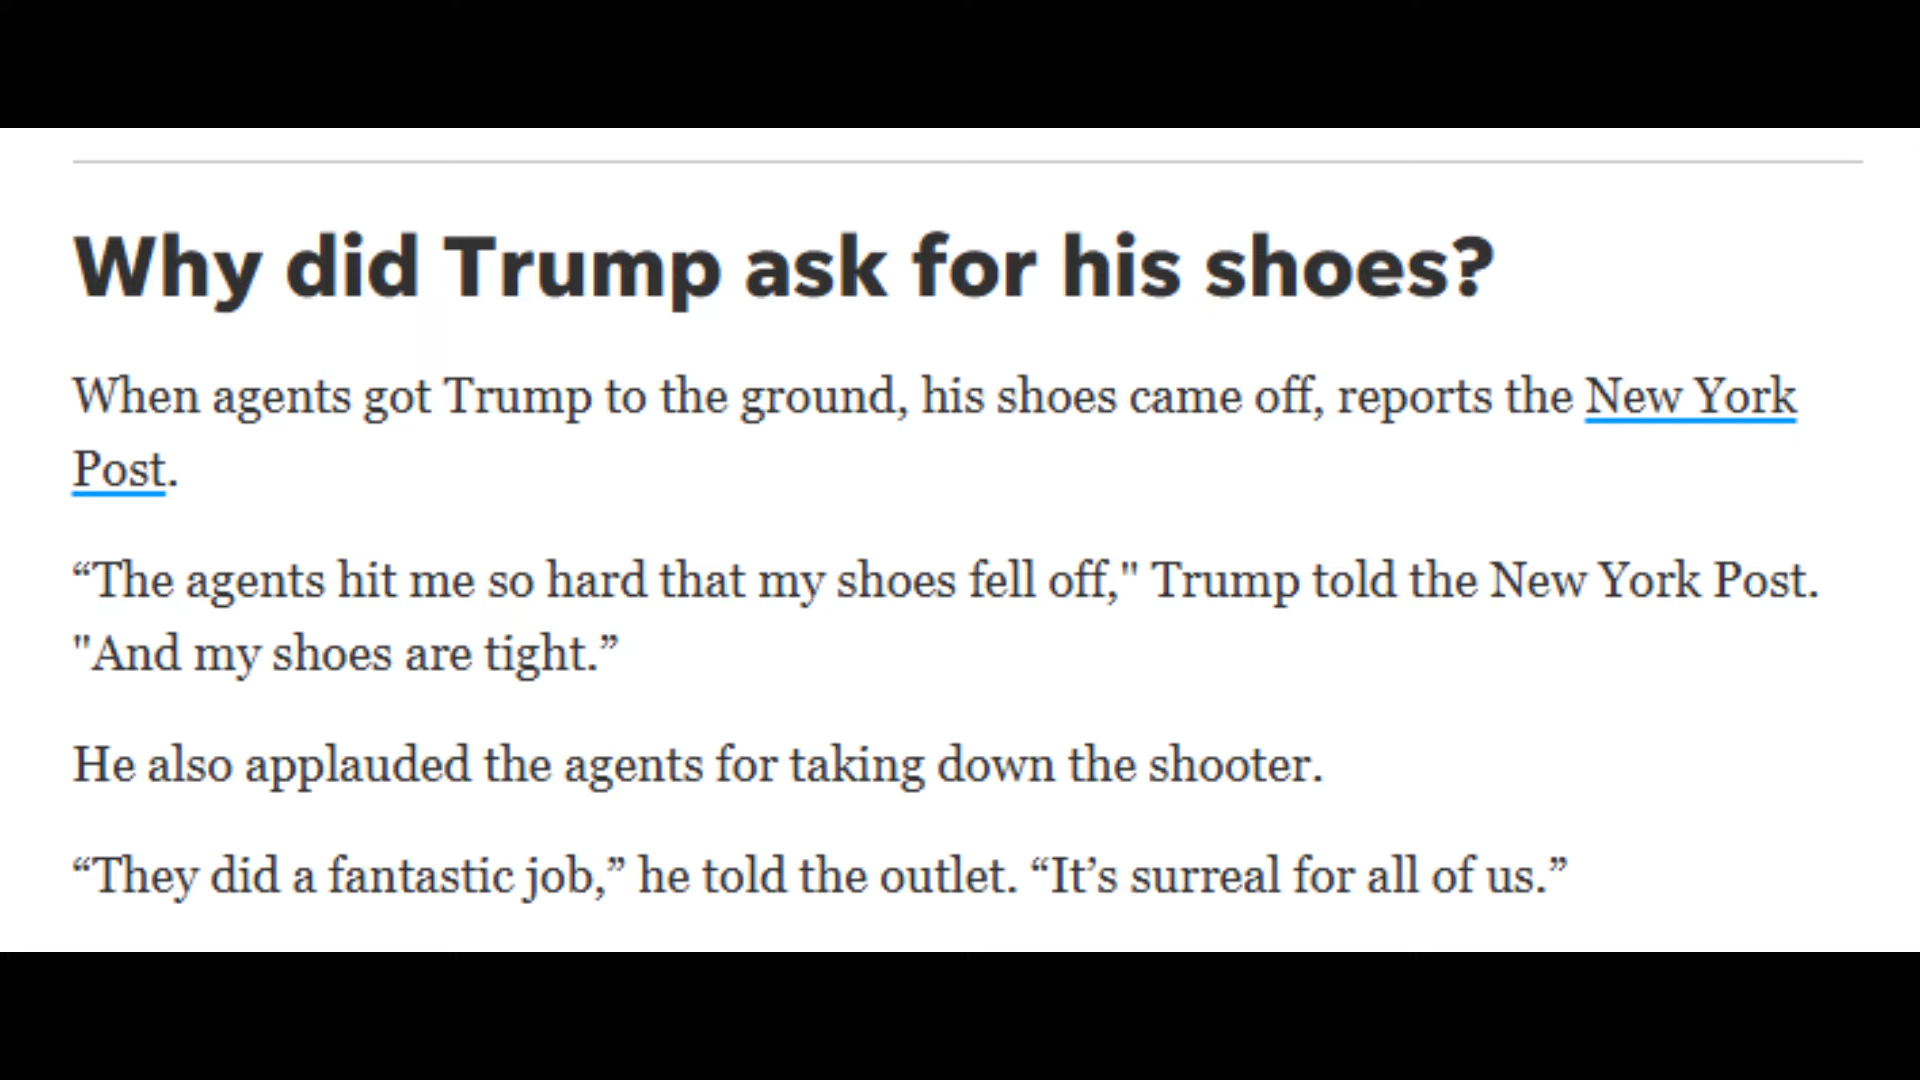 Why did Trump ask for his shoes?
When agents got Trump to the ground, his shoes came off, reports the New York
Post.
“The agents hit me so hard that my shoes fell off," Trump told the New York Post.
"And my shoes are tight.”
He also applauded the agents for taking down the shooter.
“They did a fantastic job,” he told the outlet. “It’s surreal for all of us.”